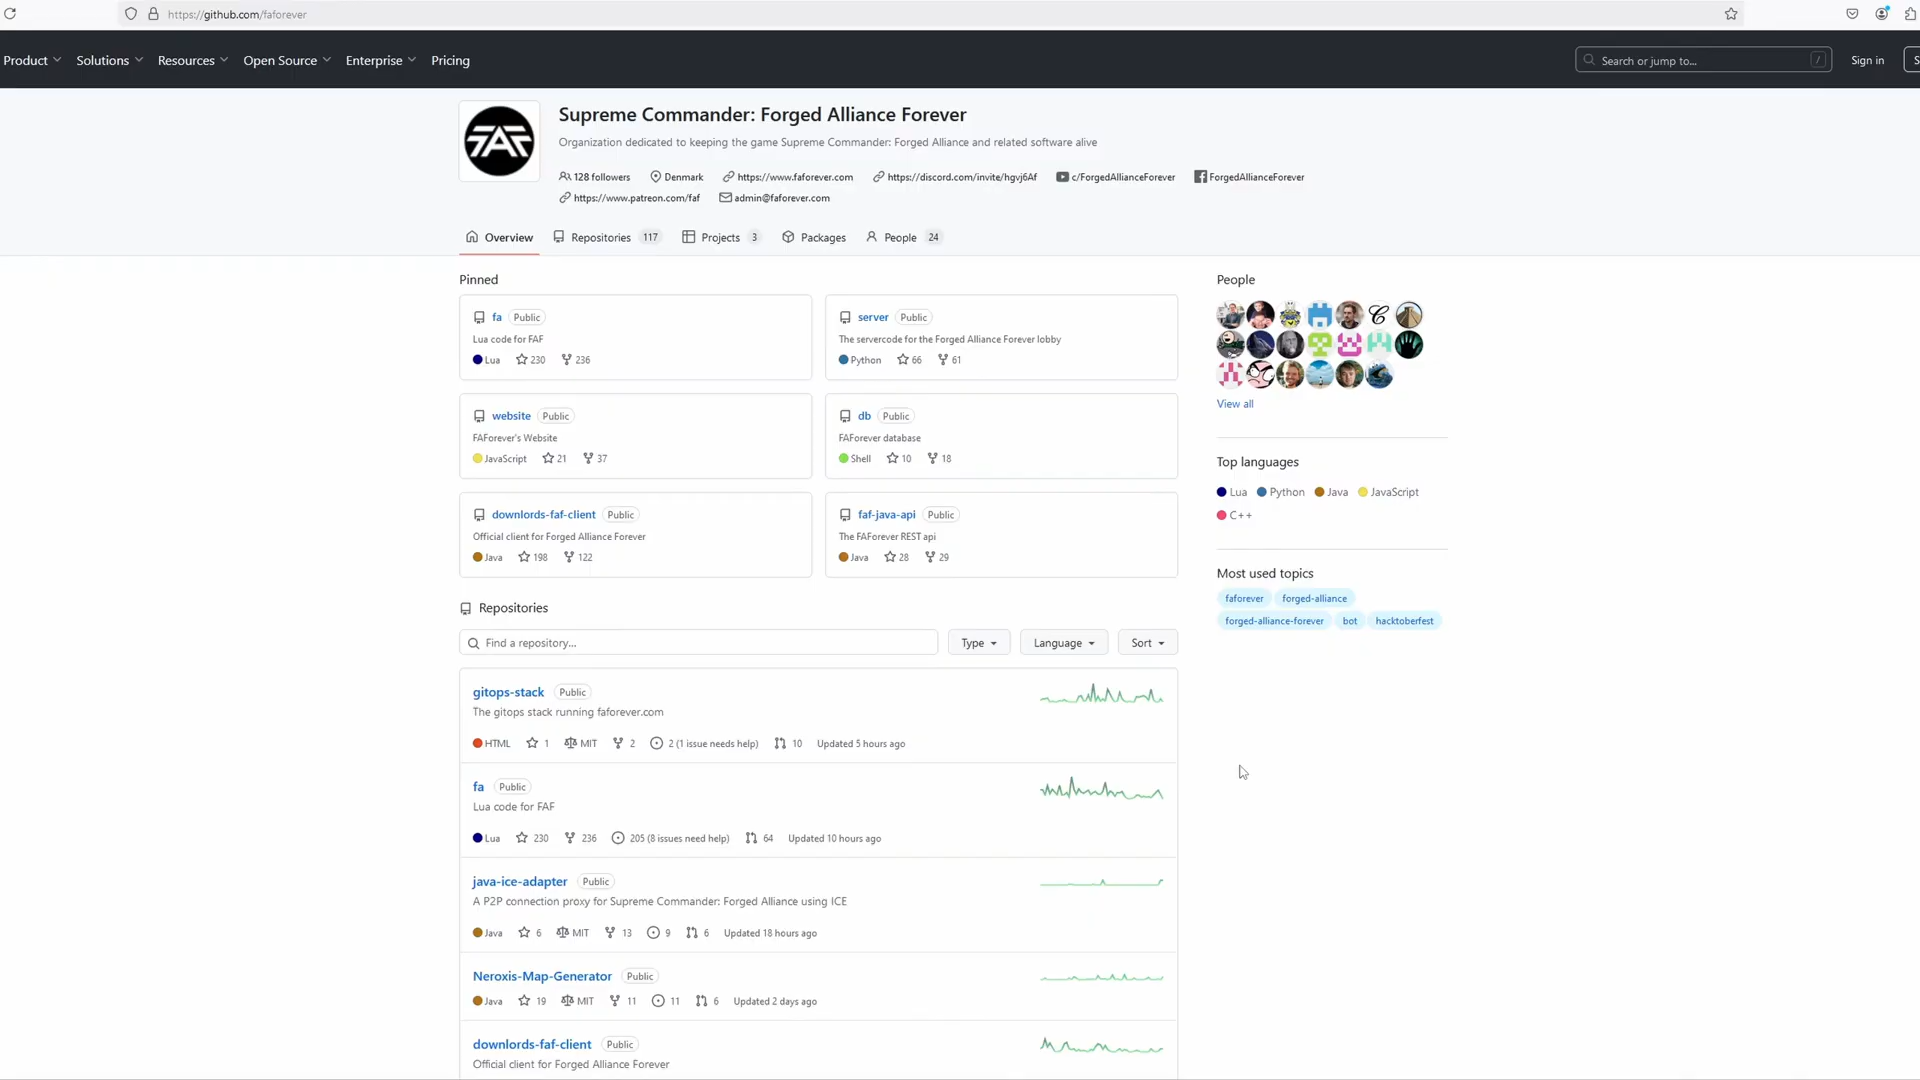 https://github.com/faforever
Product Solutions Resources Open Source Enterprise Pricing
Search or jump to... /
Sign in
FAF
Supreme Commander: Forged Alliance Forever
Organization dedicated to keeping the game Supreme Commander: Forged Alliance and related software alive
128 followers Denmark https://www.faforever.com https://discord.com/invite/hgvj6Af c/ForgedAllianceForever ForgedAllianceForever
https://www.patreon.com/faf admin@faforever.com
Overview Repositories 117 Projects 3 Packages People 24
Pinned
fa Public
Lua code for FAF
Lua 230 236
server Public
The servercode for the Forged Alliance Forever lobby
Python 66 61
website Public
FAForever's Website
JavaScript 21 37
db Public
FAForever database
Shell 10 18
downlords-faf-client Public
Official client for Forged Alliance Forever
Java 198 122
faf-java-api Public
The FAForever REST api
Java 28 29
Repositories
Find a repository... Type Language Sort
gitops-stack Public
The gitops stack running faforever.com
HTML 1 MIT 2 2 (1 issue needs help) 10 Updated 5 hours ago
fa Public
Lua code for FAF
Lua 230 236 205 (8 issues need help) 64 Updated 10 hours ago
java-ice-adapter Public
A P2P connection proxy for Supreme Commander: Forged Alliance using ICE
Java 6 MIT 13 9 6 Updated 18 hours ago
Neroxis-Map-Generator Public
Java 19 MIT 11 11 6 Updated 2 days ago
downlords-faf-client Public
Official client for Forged Alliance Forever
People
View all
Top languages
Lua Python Java JavaScript
C++
Most used topics
faforever forged-alliance
forged-alliance-forever bot hacktoberfest